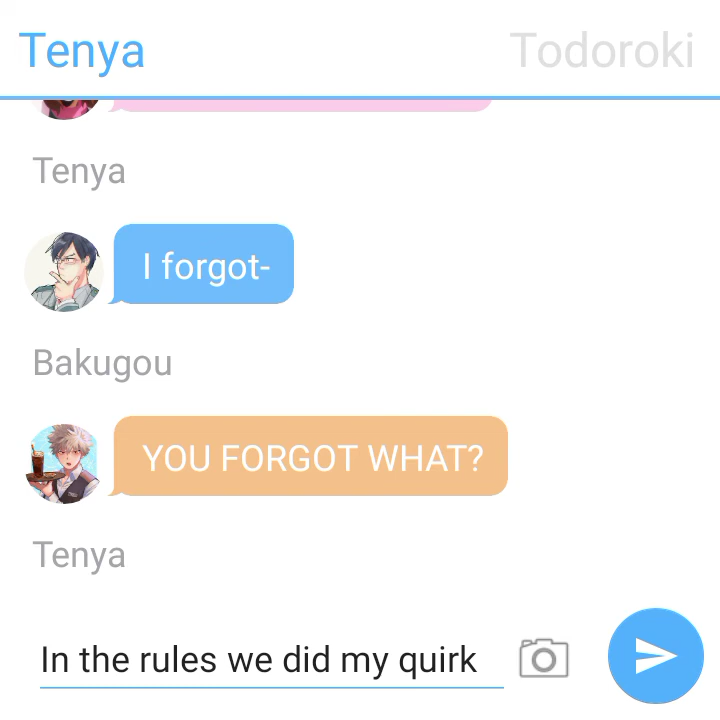 Tenya Todoroki
Tenya
I forgot-
Bakugou
YOU FORGOT WHAT?
Tenya
In the rules we did my quirk